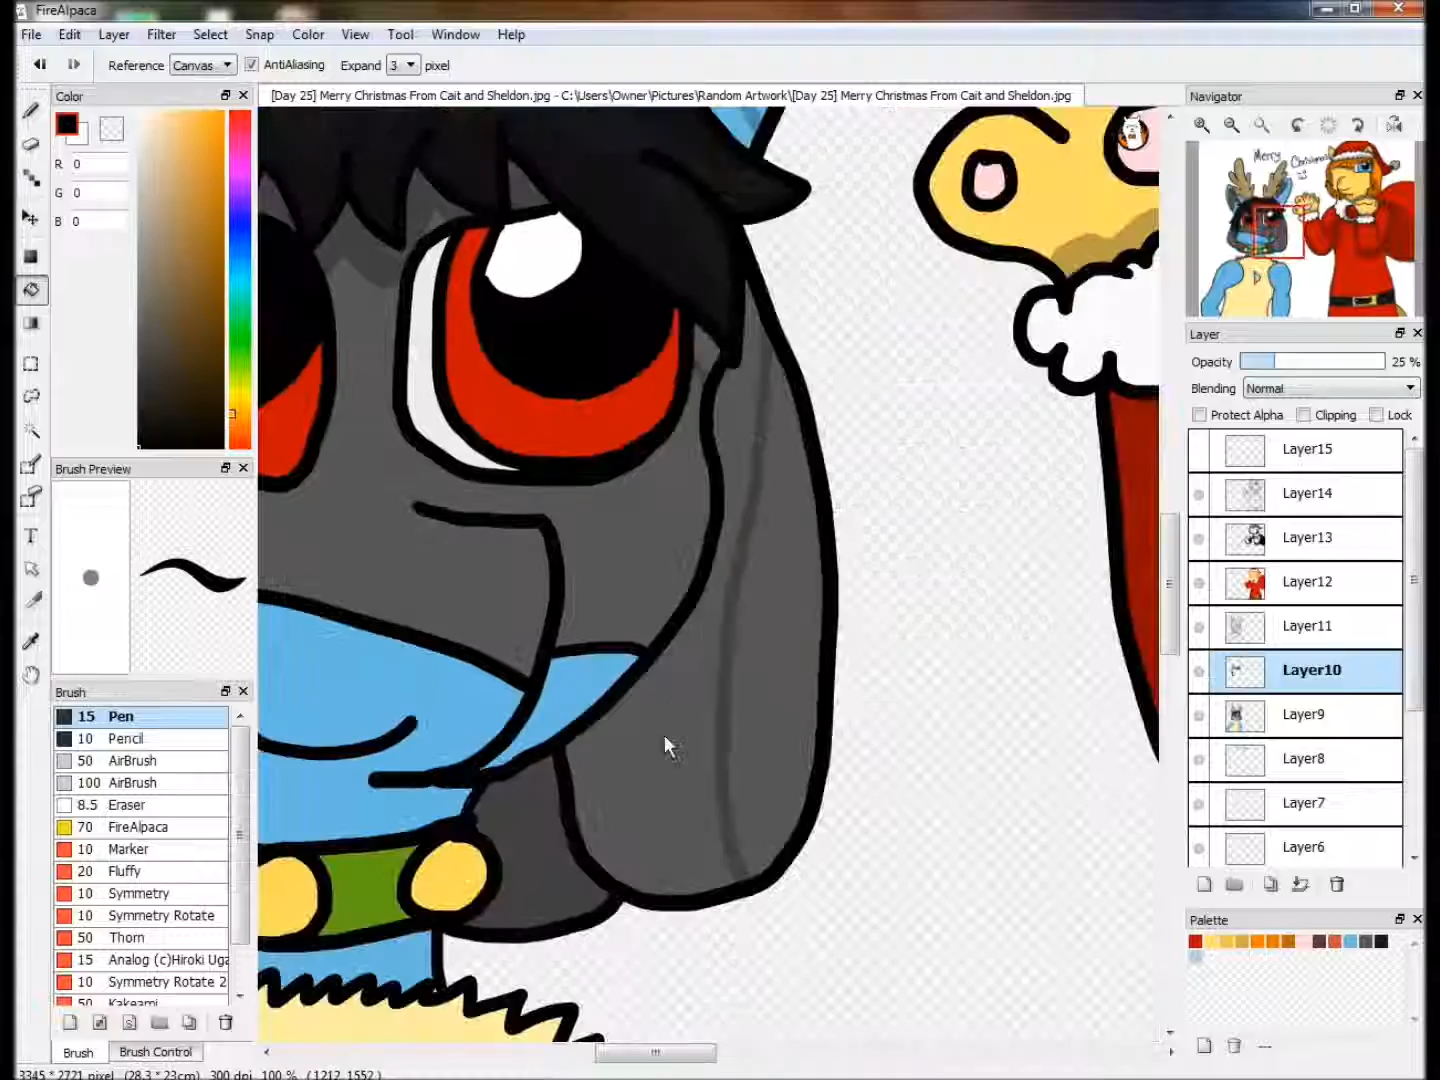 FireAlpaca
File Edit Layer Filter Select Snap Color View Tool Window Help
Reference Canvas AntiAliasing Expand 3 pixel
Color
[Day 25] Merry Christmas From Cait and Sheldon.jpg - C:\Users\Owner\Pictures\Random Artwork\[Day 25] Merry Christmas From Cait and Sheldon.jpg
Navigator
R 0
G 0
B 0
Merry Christmas
Layer
Opacity 25 %
Blending Normal
Protect Alpha Clipping Lock
Layer15
Brush Preview
Layer14
Layer13
Layer12
Layer11
Layer10
Brush
Layer9
15 Pen
10 Pencil
Layer8
50 AirBrush
100 AirBrush
Layer7
8.5 Eraser
70 FireAlpaca
Layer6
10 Marker
20 Fluffy
10 Symmetry
10 Symmetry Rotate
Palette
50 Thorn
15 Analog (c)Hiroki Uga
10 Symmetry Rotate 2
50 Kakeami
Brush Brush Control
3345 * 2721 pixel (28.3 * 23cm) 300 dpi 100 % (1212, 1552)